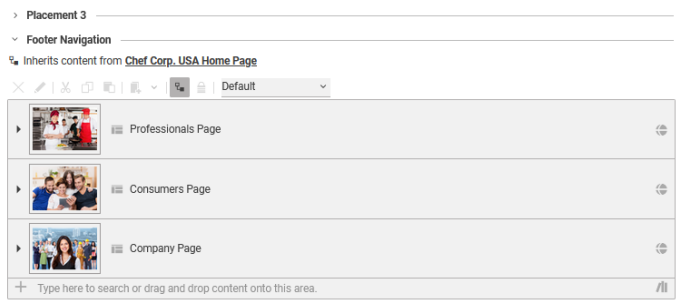 Placement 3
Footer Navigation
Inherits content from Chef Corp. USA Home Page
Default
Professionals Page
Consumers Page
Company Page
Type here to search or drag and drop content onto this area.